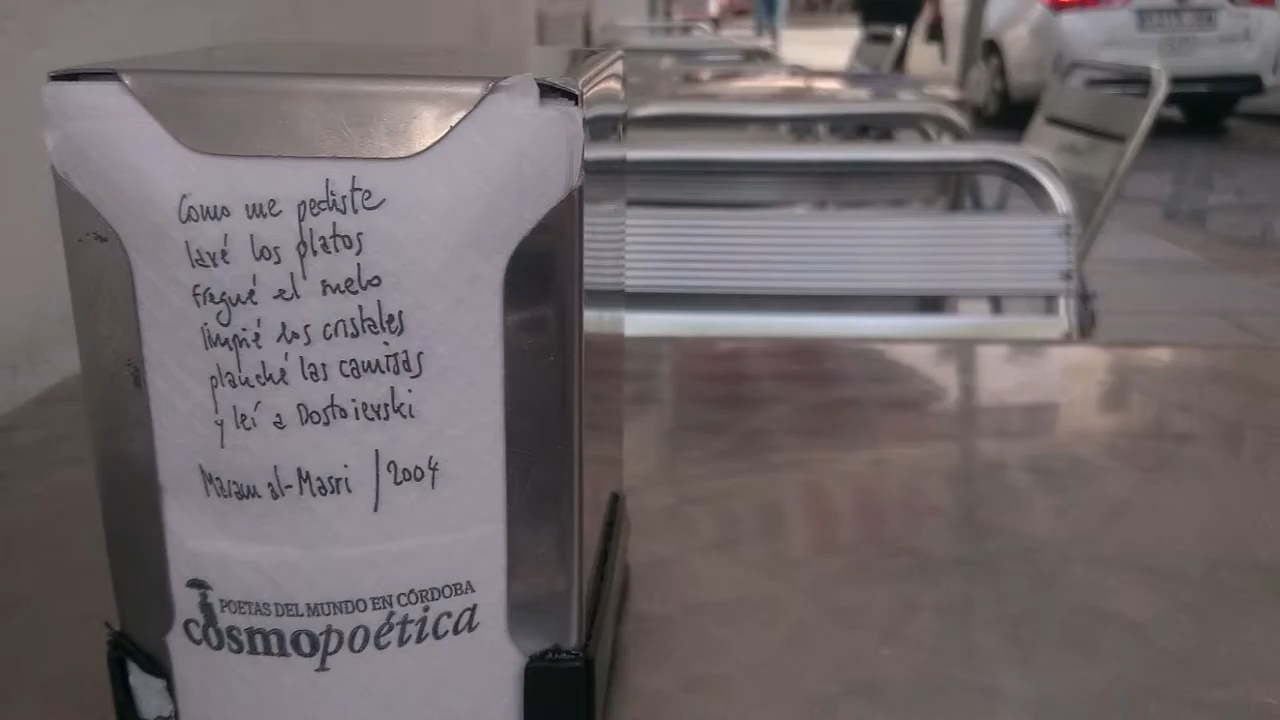 Como me pediste
lavé los platos
fregué el suelo
limpié los cristales
planché las camisas
y leí a Dostoievski
Maram al-Masri / 2004
POETAS DEL MUNDO EN CÓRDOBA
cosmopoética